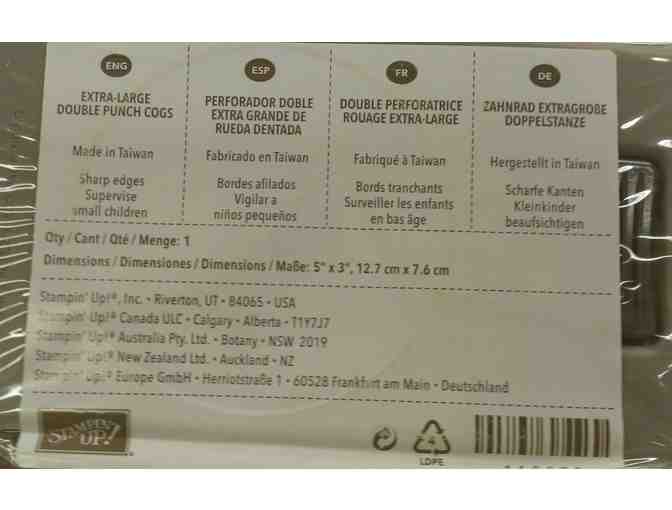 ENG
EXTRA-LARGE
DOUBLE PUNCH COGS
Made in Taiwan
Sharp edges
Supervise
small children
ESP
PERFORADOR DOBLE
EXTRA GRANDE DE
RUEDA DENTADA
Fabricado en Taiwan
Bordes afilados
Vigilar a
niños pequeños
FR
DOUBLE PERFORATRICE
ROUAGE EXTRA-LARGE
Fabriqué à Taiwan
Bords tranchants
Surveiller les enfants
en bas âge
DE
ZAHNRAD EXTRAGROBE
DOPPELSTANZE
Hergestellt in Taiwan
Scharfe Kanten
Kleinkinder
beaufsichtigen
Qty / Cant / Qté / Menge: 1
Dimensions / Dimensiones / Dimensions / Maße: 5" x 3", 12.7 cm x 7.6 cm
Stampin' Up!®, Inc. • Riverton, UT • 84065 • USA
Stampin' Up!® Canada ULC • Calgary • Alberta • T1Y7J7
Stampin' Up!® Australia Pty. Ltd. • Botany • NSW 2019
Stampin' Up!® New Zealand Ltd. • Auckland • NZ
Stampin' Up!® Europe GmbH • Herriotstraße 1 • 60528 Frankfurt am Main • Deutschland
STAMPIN'
UP!
LDPE